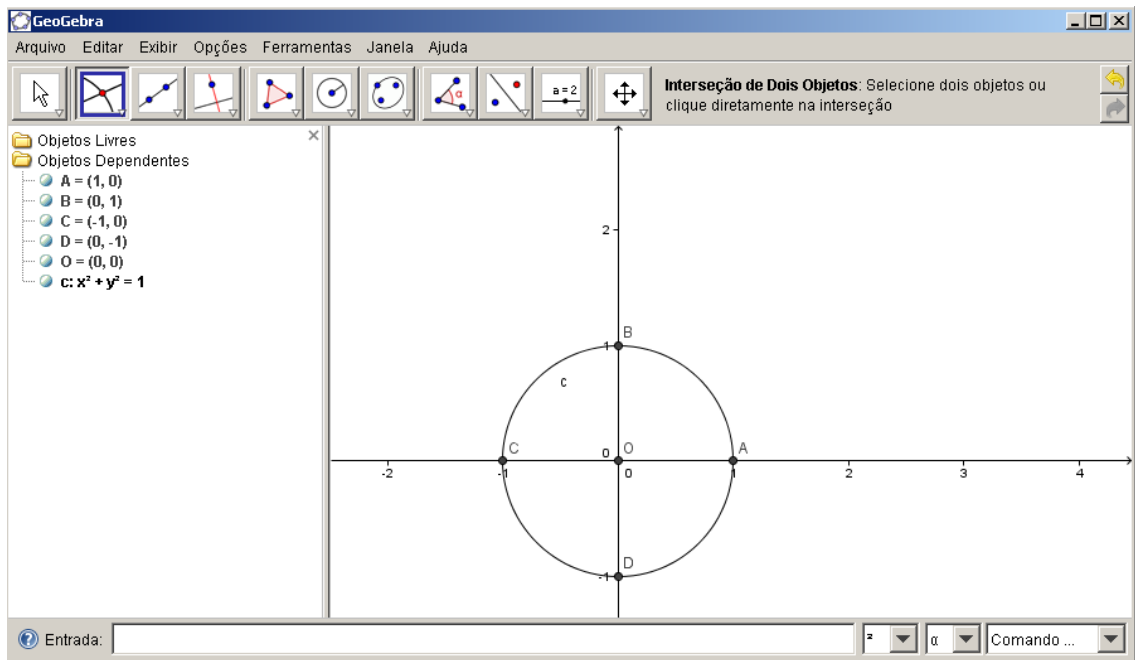 GeoGebra
Arquivo Editar Exibir Opções Ferramentas Janela Ajuda
α
a = 2
Interseção de Dois Objetos: Selecione dois objetos ou
clique diretamente na interseção
Objetos Livres
Objetos Dependentes
A = (1, 0)
B = (0, 1)
C = (-1, 0)
D = (0, -1)
O = (0, 0)
c: x² + y² = 1
2
B
1
c
C
0
O
A
-2
-1
0
1
2
3
4
D
-1
Entrada:
²
α
Comando ...